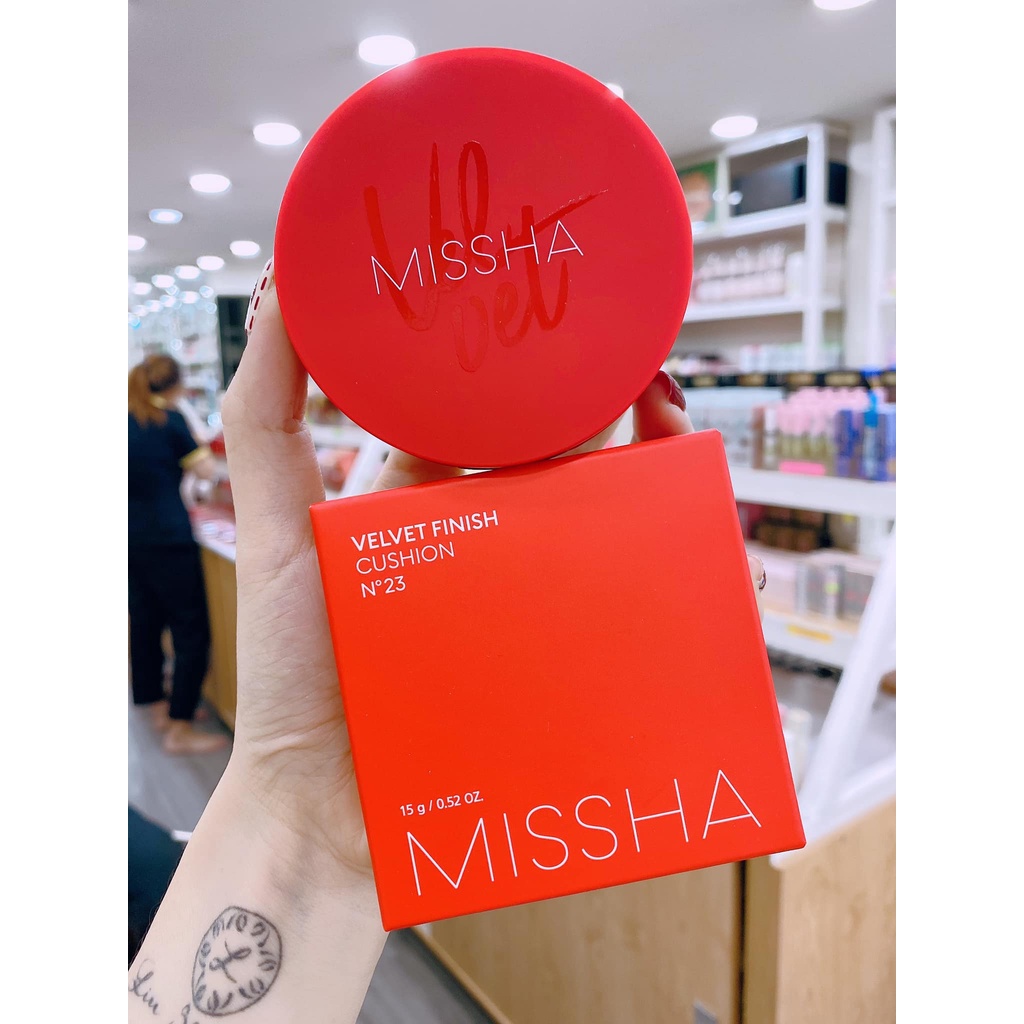 Velvet
MISSHA
VELVET FINISH
CUSHION
N°23
15 g / 0.52 OZ.
MISSHA